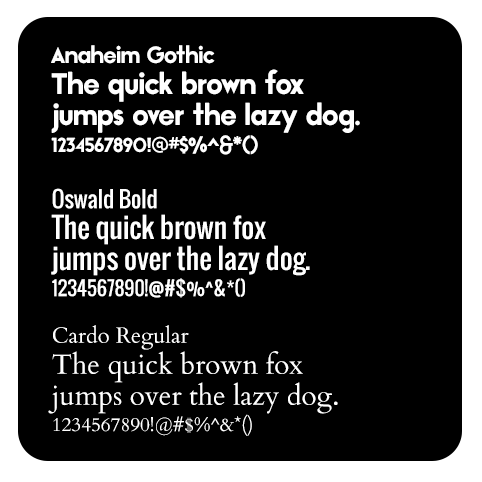 Anaheim Gothic
The quick brown fox
jumps over the lazy dog.
1234567890!@#$%^&*()
Oswald Bold
The quick brown fox
jumps over the lazy dog.
1234567890!@#$%^&*()
Cardo Regular
The quick brown fox
jumps over the lazy dog.
1234567890!@#$%^&*()